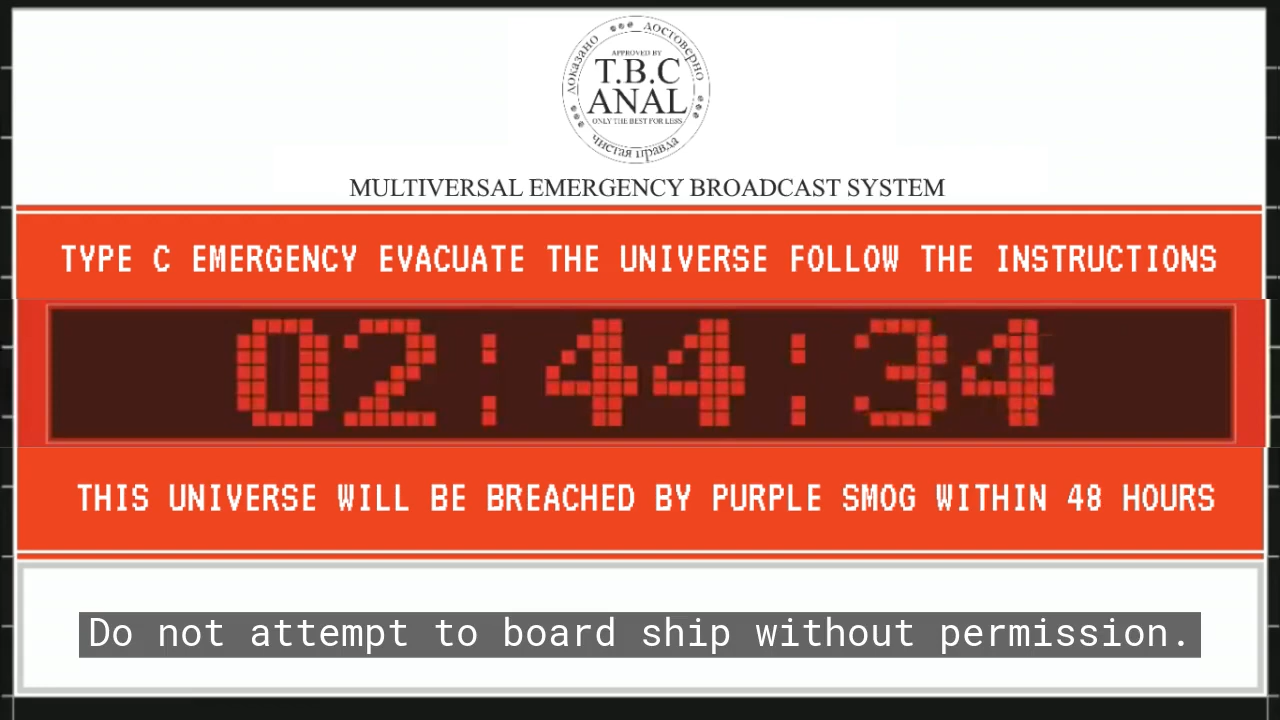 доказано
достоверно
APPROVED BY
T.B.C
ANAL
ONLY THE BEST FOR LESS
чистая правда
MULTIVERSAL EMERGENCY BROADCAST SYSTEM
TYPE C EMERGENCY EVACUATE THE UNIVERSE FOLLOW THE INSTRUCTIONS
02:44:34
THIS UNIVERSE WILL BE BREACHED BY PURPLE SMOG WITHIN 48 HOURS
Do not attempt to board ship without permission.